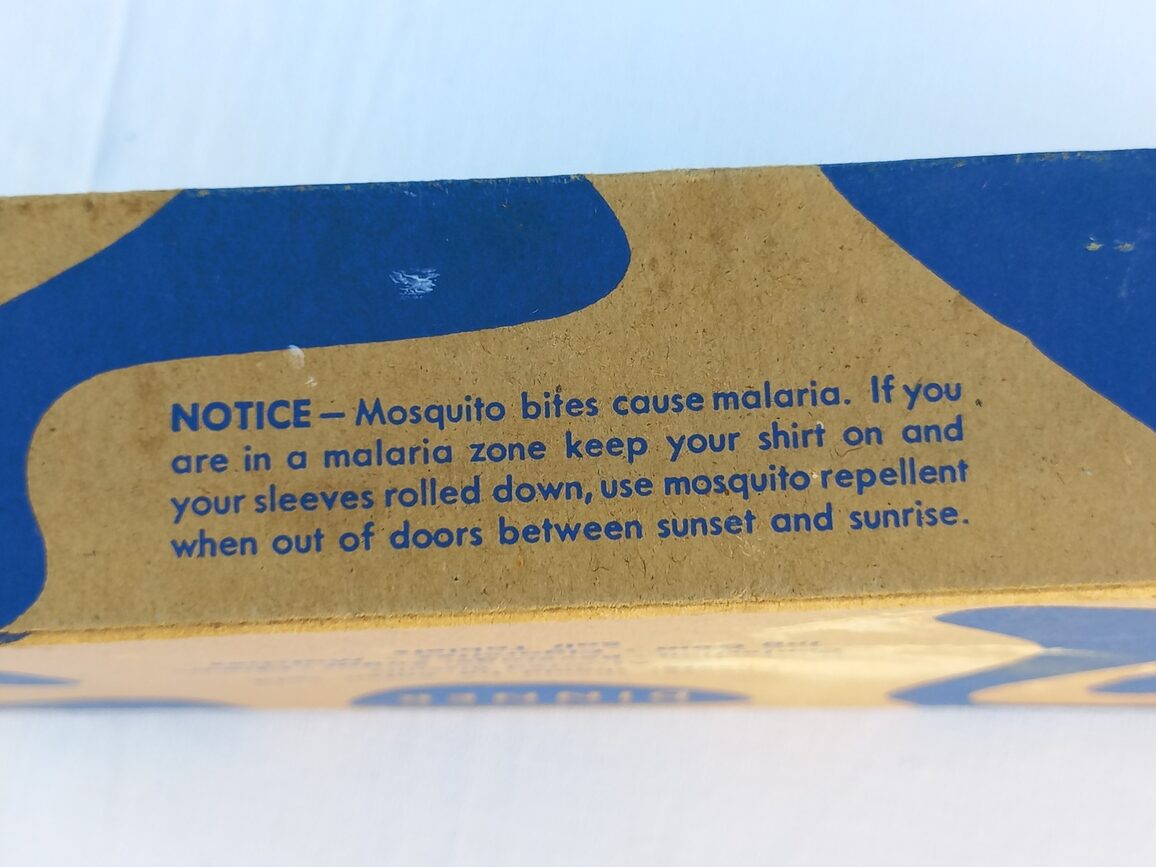 NOTICE — Mosquito bites cause malaria. If you
are in a malaria zone keep your shirt on and
your sleeves rolled down, use mosquito repellent
when out of doors between sunset and sunrise.
DINNER